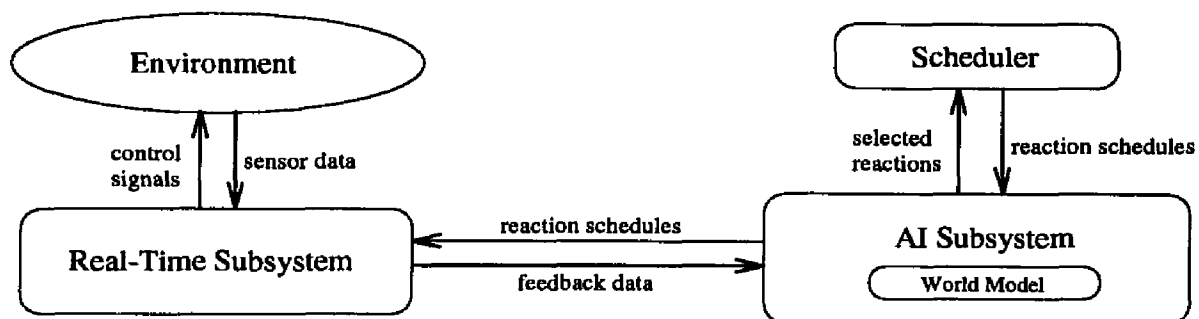 Environment
Scheduler
control
signals
sensor data
selected
reactions
reaction schedules
Real-Time Subsystem
reaction schedules
feedback data
AI Subsystem
World Model